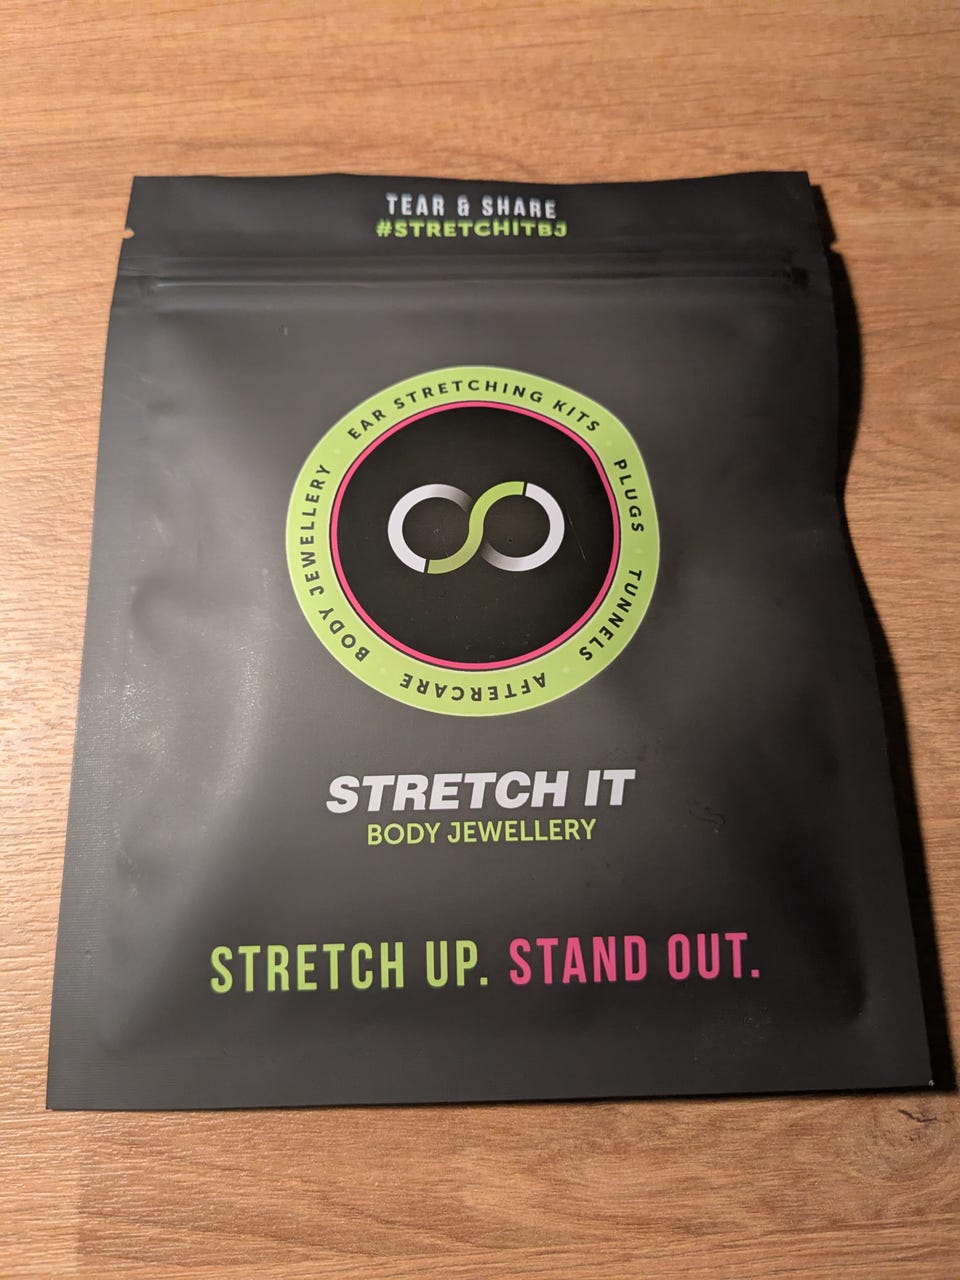 TEAR & SHARE
#STRETCHITBJ
EAR STRETCHING KITS · PLUGS · TUNNELS · AFTERCARE · BODY JEWELLERY ·
STRETCH IT
BODY JEWELLERY
STRETCH UP. STAND OUT.